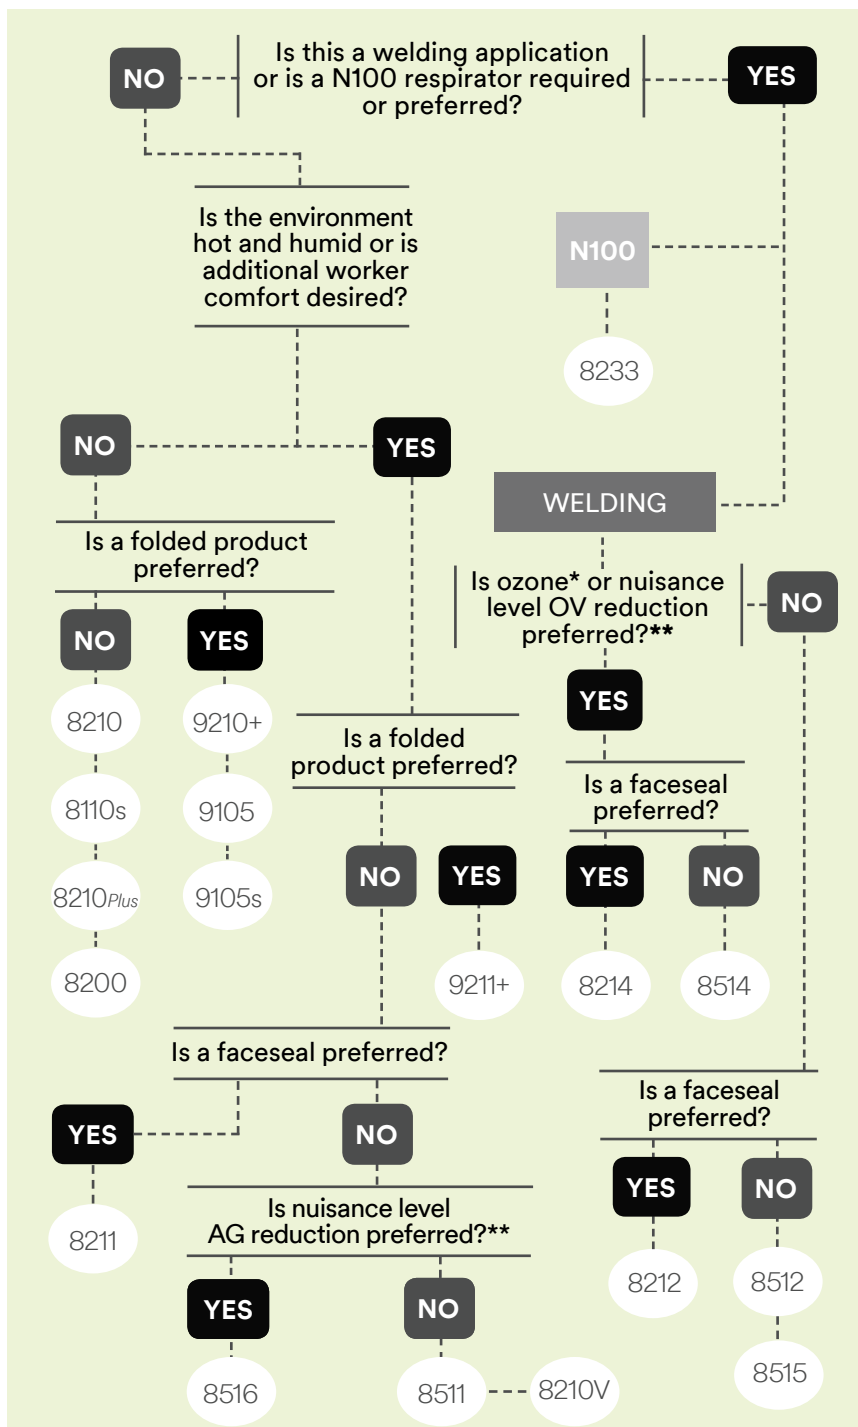 Is this a welding application
or is a N100 respirator required
or preferred?
NO
YES
Is the environment
hot and humid or is
additional worker
comfort desired?
N100
8233
NO
YES
WELDING
Is a folded product
preferred?
Is ozone* or nuisance
level OV reduction
preferred?**
NO
NO
YES
YES
8210
9210+
Is a folded
product preferred?
Is a faceseal
preferred?
8110s
9105
NO
YES
YES
NO
8210Plus
9105s
8200
9211+
8214
8514
Is a faceseal preferred?
Is a faceseal
preferred?
YES
NO
YES
NO
8211
Is nuisance level
AG reduction preferred?**
8212
8512
YES
NO
8515
8516
8511
8210V